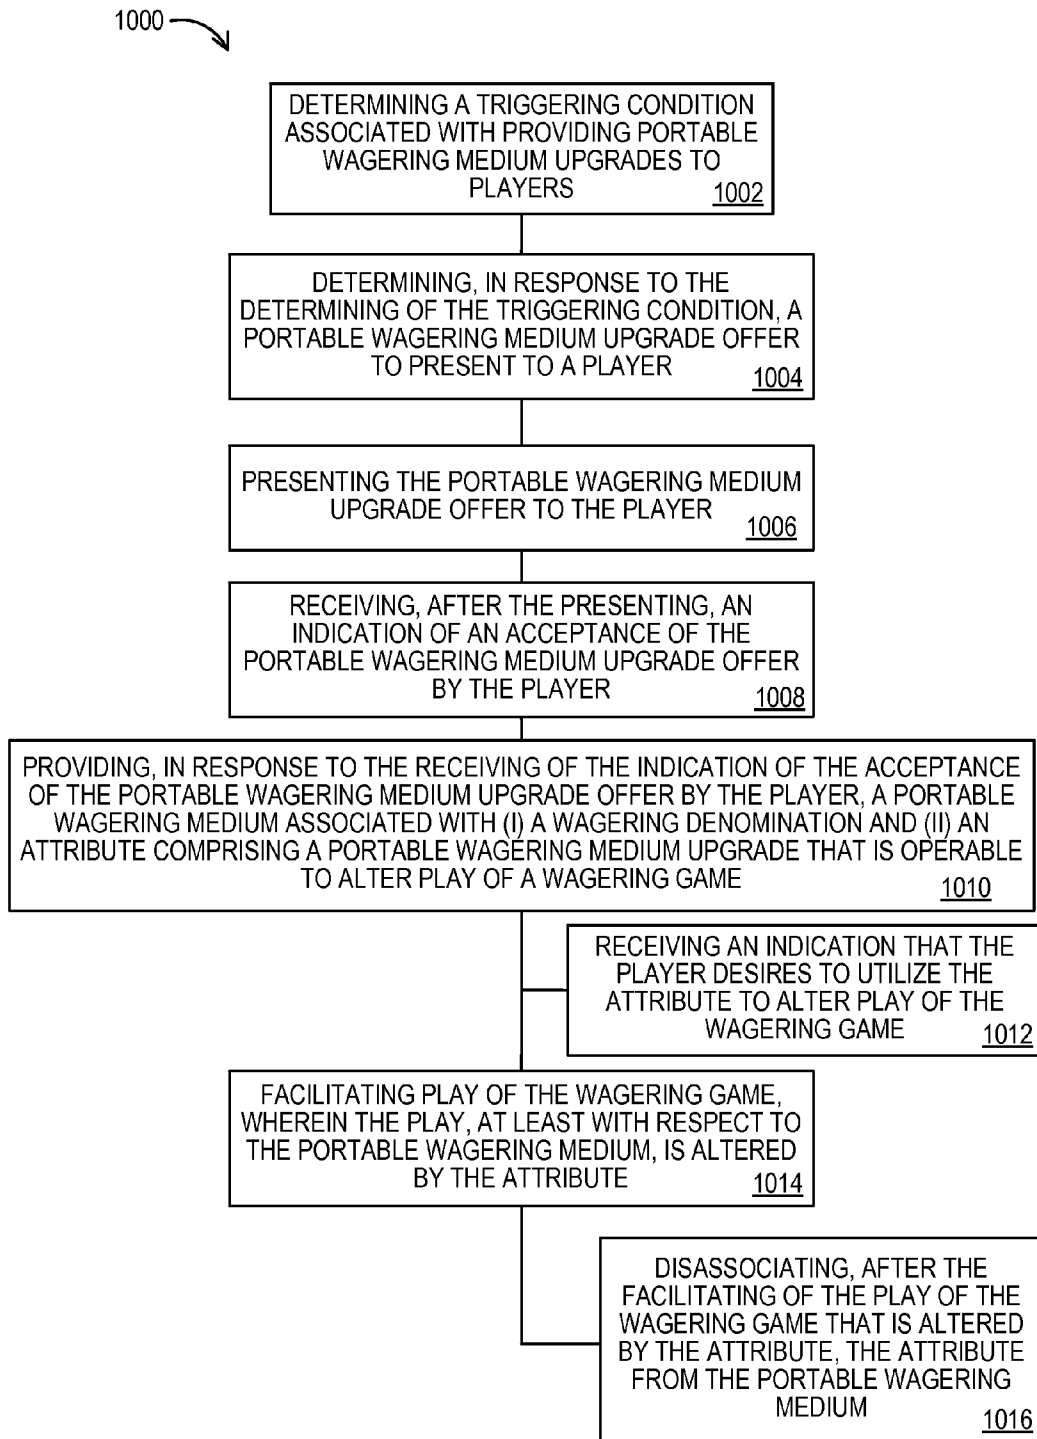 1000
DETERMINING A TRIGGERING CONDITION
ASSOCIATED WITH PROVIDING PORTABLE
WAGERING MEDIUM UPGRADES TO
PLAYERS
1002
DETERMINING, IN RESPONSE TO THE
DETERMINING OF THE TRIGGERING CONDITION, A
PORTABLE WAGERING MEDIUM UPGRADE OFFER
TO PRESENT TO A PLAYER
1004
PRESENTING THE PORTABLE WAGERING MEDIUM
UPGRADE OFFER TO THE PLAYER
1006
RECEIVING, AFTER THE PRESENTING, AN
INDICATION OF AN ACCEPTANCE OF THE
PORTABLE WAGERING MEDIUM UPGRADE OFFER
BY THE PLAYER
1008
PROVIDING, IN RESPONSE TO THE RECEIVING OF THE INDICATION OF THE ACCEPTANCE
OF THE PORTABLE WAGERING MEDIUM UPGRADE OFFER BY THE PLAYER, A PORTABLE
WAGERING MEDIUM ASSOCIATED WITH (I) A WAGERING DENOMINATION AND (II) AN
ATTRIBUTE COMPRISING A PORTABLE WAGERING MEDIUM UPGRADE THAT IS OPERABLE
TO ALTER PLAY OF A WAGERING GAME
1010
RECEIVING AN INDICATION THAT THE
PLAYER DESIRES TO UTILIZE THE
ATTRIBUTE TO ALTER PLAY OF THE
WAGERING GAME
1012
FACILITATING PLAY OF THE WAGERING GAME,
WHEREIN THE PLAY, AT LEAST WITH RESPECT TO
THE PORTABLE WAGERING MEDIUM, IS ALTERED
BY THE ATTRIBUTE
1014
DISASSOCIATING, AFTER THE
FACILITATING OF THE PLAY OF THE
WAGERING GAME THAT IS ALTERED
BY THE ATTRIBUTE, THE ATTRIBUTE
FROM THE PORTABLE WAGERING
MEDIUM
1016